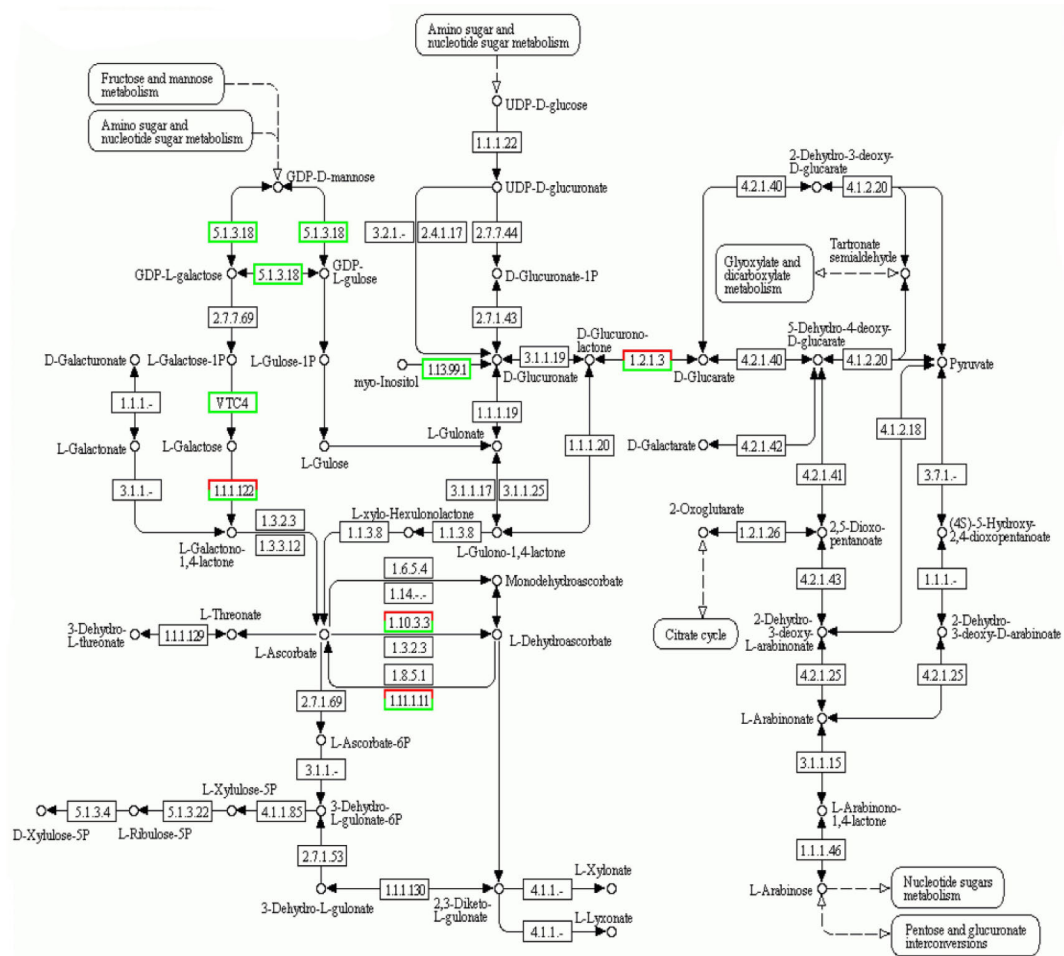 Amino sugar and
nucleotide sugar metabolism
Fructose and mannose
metabolism
Amino sugar and
nucleotide sugar metabolism
UDP-D-glucose
1.1.1.22
GDP-D-mannose
UDP-D-glucuronate
2-Dehydro-3-deoxy-
D-glucarate
4.2.1.40
4.1.2.20
5.1.3.18
5.1.3.18
3.2.1.-
2.4.1.17
2.7.7.44
Tartronate
semialdehyde
Glyoxylate and
dicarboxylate
metabolism
GDP-L-galactose
5.1.3.18
GDP-
L-gulose
D-Glucuronate-1P
2.7.7.69
2.7.1.43
D-Glucurono-
lactone
5-Dehydro-4-deoxy-
D-glucarate
D-Galacturonate
L-Galactose-1P
L-Gulose-1P
3.1.1.19
1.2.1.3
4.2.1.40
4.1.2.20
myo-Inositol
1.13.99.1
D-Glucuronate
D-Glucarate
Pyruvate
1.1.1.-
VTC4
1.1.1.19
1.1.1.20
4.1.2.18
L-Galactonate
L-Galactose
L-Gulose
L-Gulonate
D-Galactarate
4.2.1.42
3.1.1.-
1.1.1.122
3.1.1.17
3.1.1.25
4.2.1.41
3.7.1.-
L-Galactono-
1,4-lactone
1.3.2.3
1.3.3.12
L-xylo-Hexulonolactone
1.1.3.8
1.1.3.8
L-Gulono-1,4-lactone
2-Oxoglutarate
1.2.1.26
2,5-Dioxo-
pentanoate
(4S)-5-Hydroxy-
2,4-dioxopentanoate
1.6.5.4
1.14.-.-
Monodehydroascorbate
4.2.1.43
1.1.1.-
3-Dehydro-
L-threonate
1.1.1.129
L-Threonate
L-Ascorbate
1.10.3.3
1.3.2.3
1.8.5.1
1.11.1.11
L-Dehydroascorbate
Citrate cycle
2-Dehydro-
3-deoxy-
L-arabinonate
2-Dehydro-
3-deoxy-D-arabinoate
4.2.1.25
4.2.1.25
2.7.1.69
L-Ascorbate-6P
L-Arabinonate
3.1.1.-
3.1.1.15
D-Xylulose-5P
5.1.3.4
L-Ribulose-5P
5.1.3.22
L-Xylulose-5P
4.1.1.85
3-Dehydro-
L-gulonate-6P
L-Arabinono-
1,4-lactone
2.7.1.53
1.1.1.46
3-Dehydro-L-gulonate
1.1.1.130
2,3-Diketo-
L-gulonate
4.1.1.-
L-Xylonate
4.1.1.-
L-Lyxonate
L-Arabinose
Nucleotide sugars
metabolism
Pentose and glucuronate
interconversions